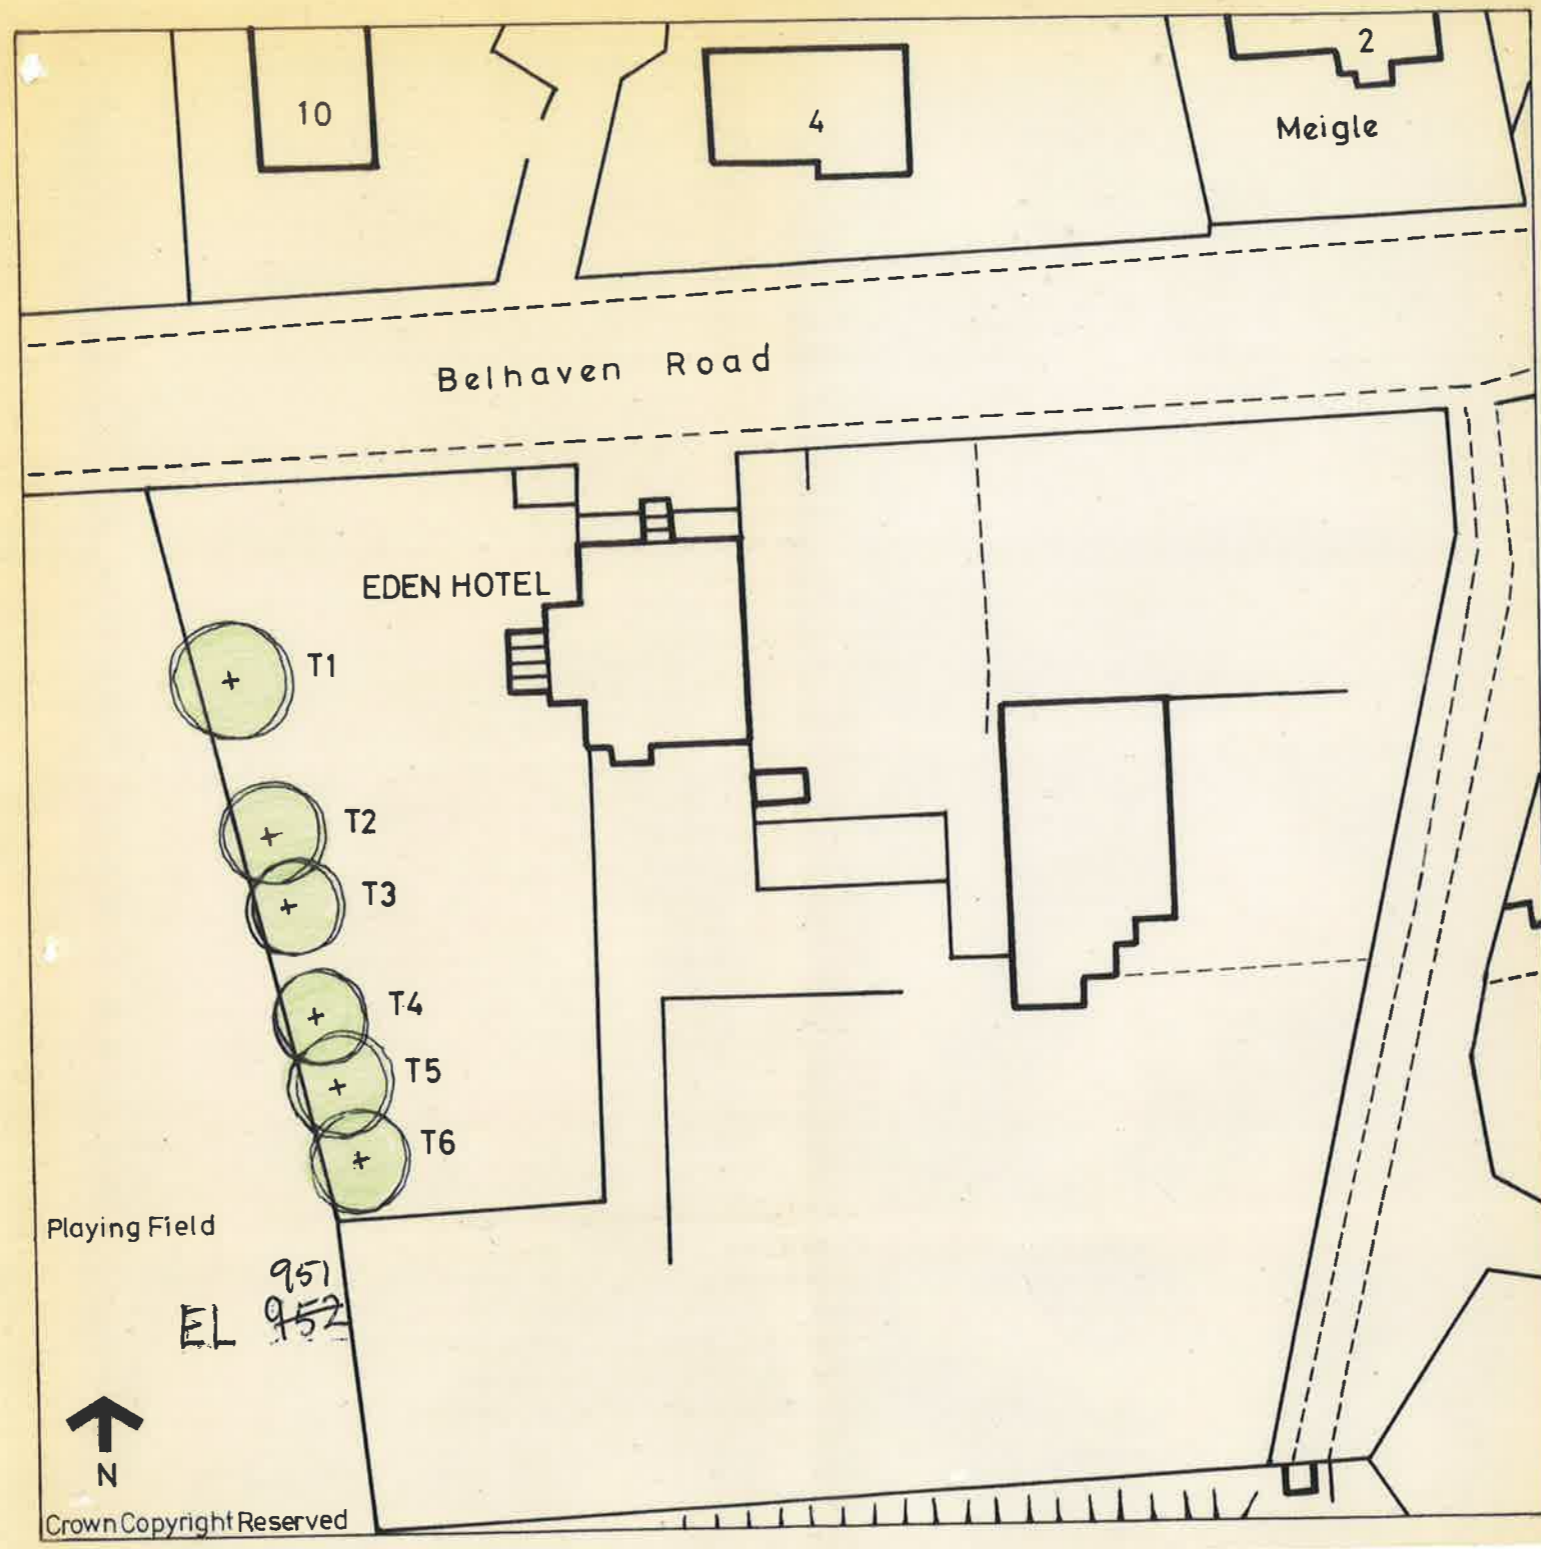 10
4
2
Meigle
Belhaven Road
EDEN HOTEL
T1
T2
T3
T4
T5
T6
Playing Field
951
EL 952
N
Crown Copyright Reserved